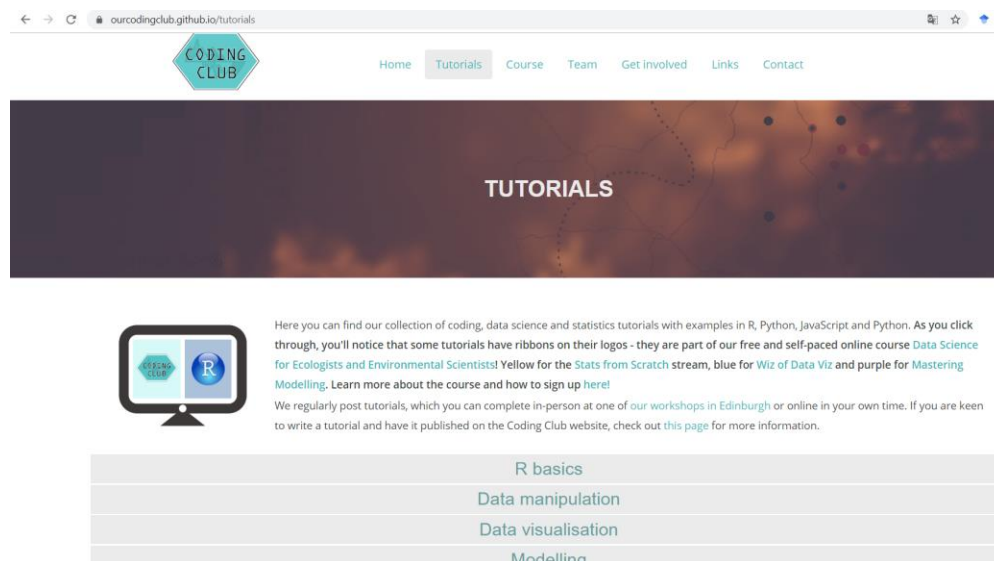 ourcodingclub.github.io/tutorials
CODING
CLUB
Home Tutorials Course Team Get involved Links Contact
TUTORIALS
Here you can find our collection of coding, data science and statistics tutorials with examples in R, Python, JavaScript and Python. As you click
through, you'll notice that some tutorials have ribbons on their logos - they are part of our free and self-paced online course Data Science
for Ecologists and Environmental Scientists! Yellow for the Stats from Scratch stream, blue for Wiz of Data Viz and purple for Mastering
Modelling. Learn more about the course and how to sign up here!
We regularly post tutorials, which you can complete in-person at one of our workshops in Edinburgh or online in your own time. If you are keen
to write a tutorial and have it published on the Coding Club website, check out this page for more information.
CODING
CLUB
R
R basics
Data manipulation
Data visualisation
Modelling